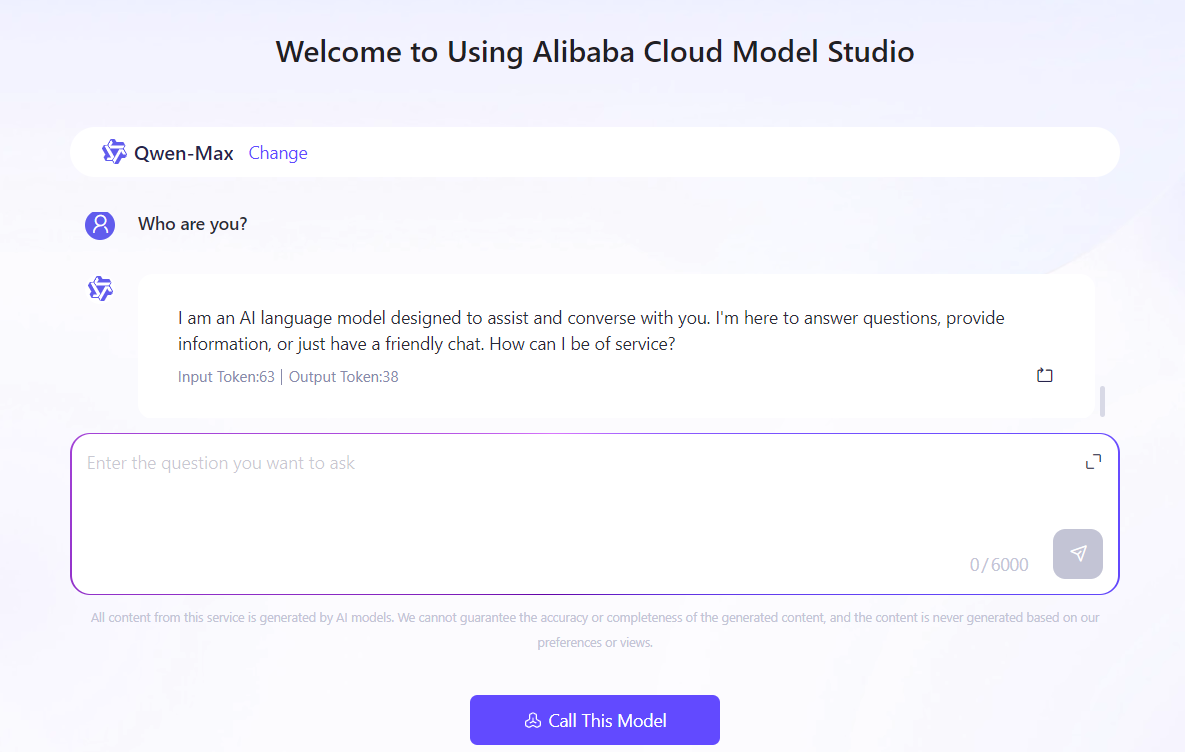 Welcome to Using Alibaba Cloud Model Studio
Qwen-Max Change
Who are you?
I am an AI language model designed to assist and converse with you. I'm here to answer questions, provide
information, or just have a friendly chat. How can I be of service?
Input Token:63 | Output Token:38
Enter the question you want to ask
0/6000
All content from this service is generated by AI models. We cannot guarantee the accuracy or completeness of the generated content, and the content is never generated based on our
preferences or views.
Call This Model